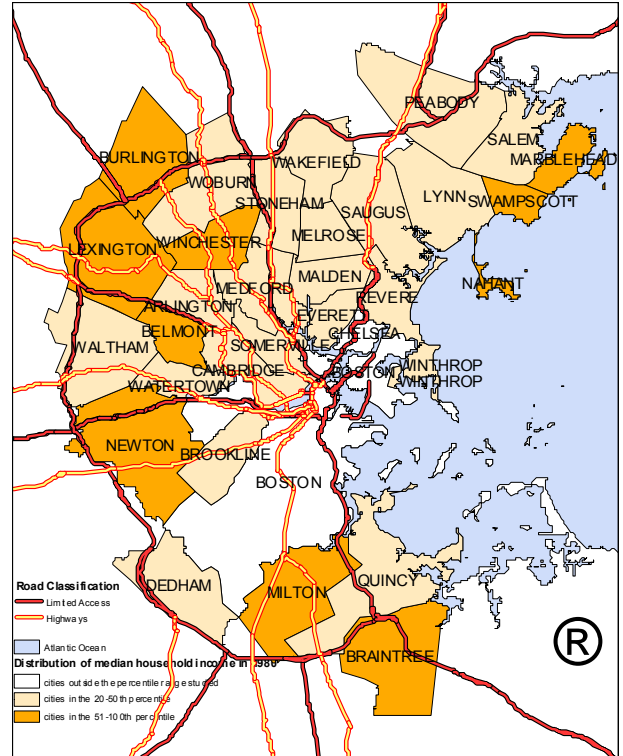 PEABODY
SALEM
MARBLEHEAD
BURLINGTON
WAKEFIELD
WOBURN
LYNN
SWAMPSCOTT
STONEHAM
SAUGUS
MELROSE
WINCHESTER
LEXINGTON
MALDEN
NAHANT
MEDFORD
REVERE
ARLINGTON
EVERETT
BELMONT
CHELSEA
WALTHAM
SOMERVILLE
WINTHROP
CAMBRIDGE
BOSTON
WINTHROP
WATERTOWN
NEWTON
BROOKLINE
BOSTON
DEDHAM
MILTON
QUINCY
BRAINTREE
Road Classification
Limited Access
Highways
Atlantic Ocean
Distribution of median household income in 1986
cities outside the percentile range studied
cities in the 20-50th percentile
cities in the 51-100th percentile
®